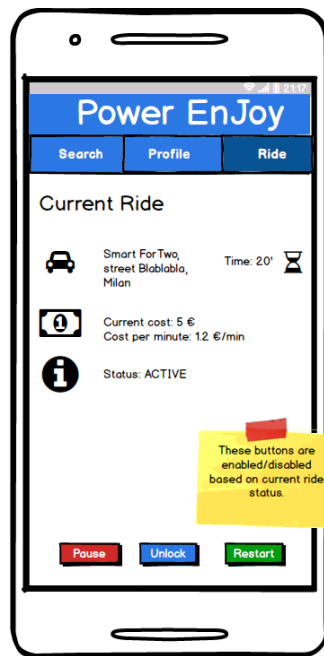 21:17
Power EnJoy
Search Profile Ride
Current Ride
Smart ForTwo,
street Blablabla,
Milan
Time: 20'
1
Current cost: 5 €
Cost per minute: 1.2 €/min
Status: ACTIVE
These buttons are
enabled/disabled
based on current ride
status.
Pause Unlock Restart